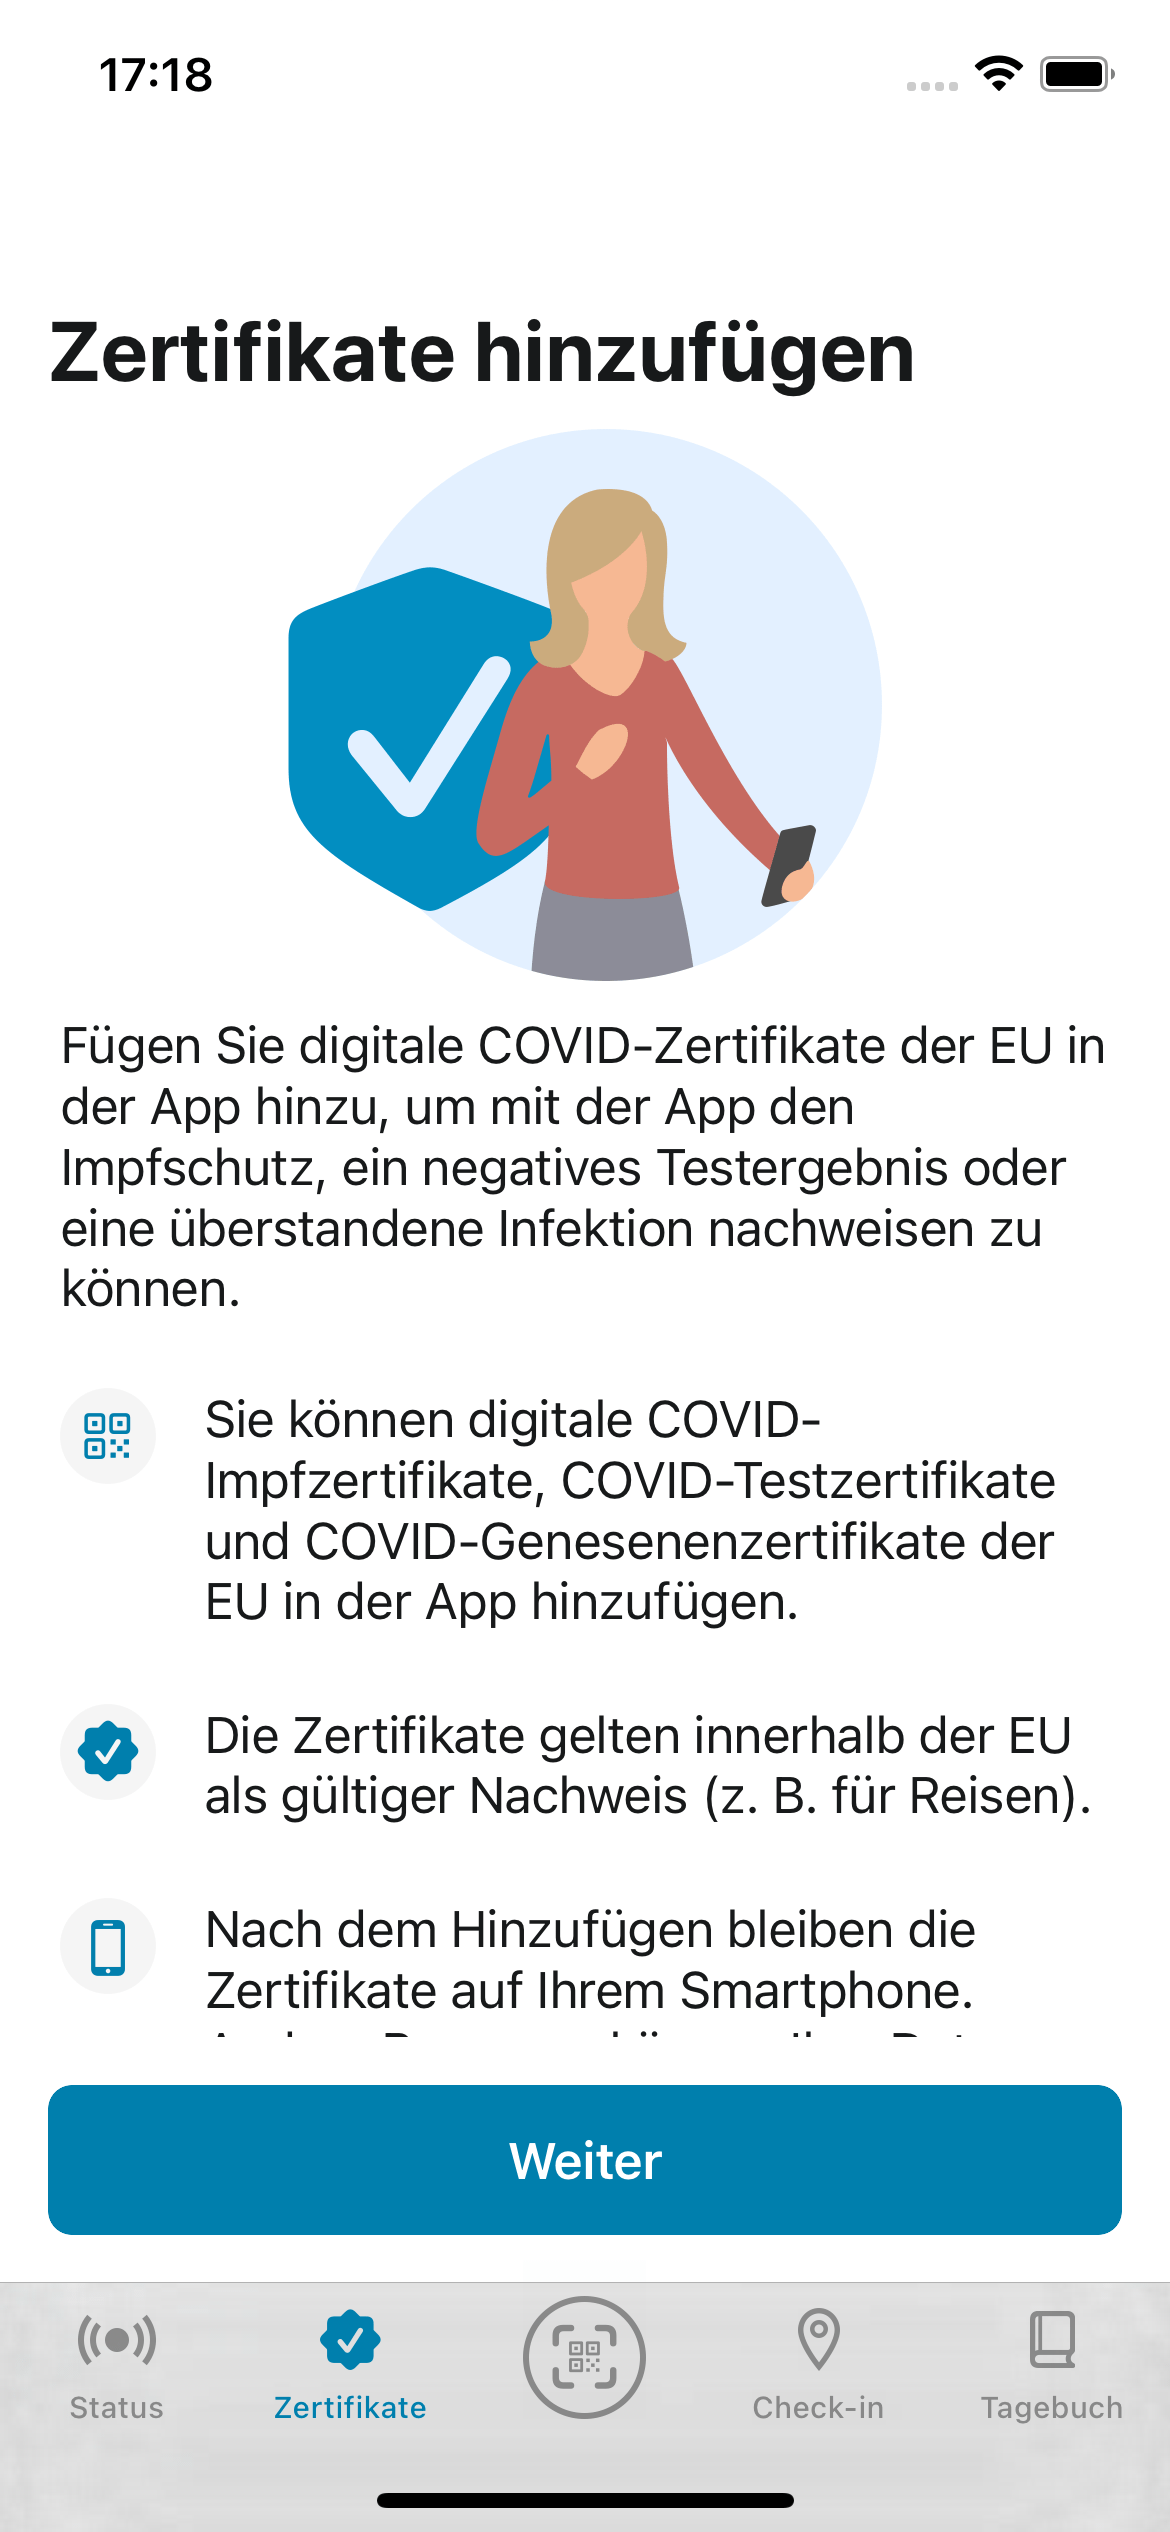 17:18
Zertifikate hinzufügen
Fügen Sie digitale COVID-Zertifikate der EU in
der App hinzu, um mit der App den
Impfschutz, ein negatives Testergebnis oder
eine überstandene Infektion nachweisen zu
können.
Sie können digitale COVID-
Impfzertifikate, COVID-Testzertifikate
und COVID-Genesenenzertifikate der
EU in der App hinzufügen.
Die Zertifikate gelten innerhalb der EU
als gültiger Nachweis (z. B. für Reisen).
Nach dem Hinzufügen bleiben die
Zertifikate auf Ihrem Smartphone.
Weiter
Status
Zertifikate
Check-in
Tagebuch